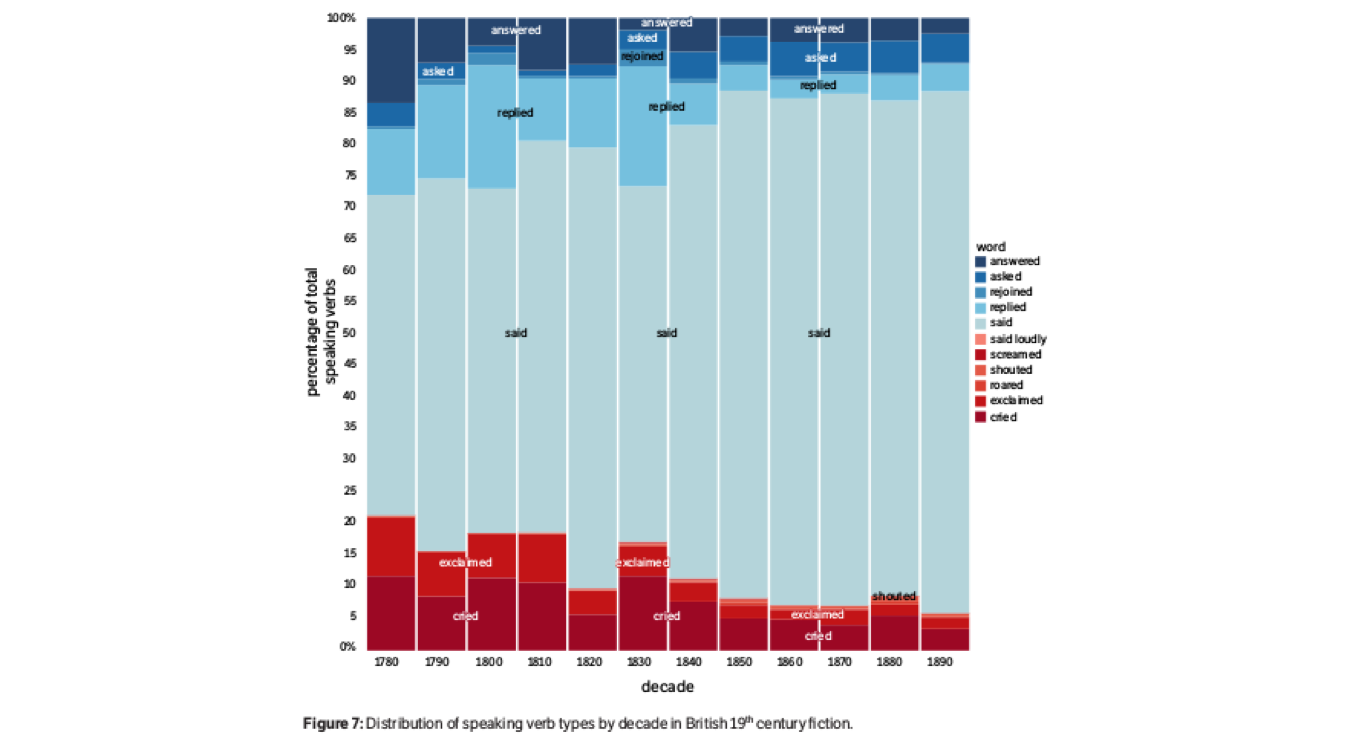 100%
95
90
85
80
75
70
65
60
55
50
45
40
35
30
25
20
15
10
5
0%
percentage of total
speaking verbs
answered
answered
answered
asked
asked
asked
rejoined
replied
replied
replied
said
said
said
exclaimed
exclaimed
exclaimed
shouted
cried
cried
cried
1780 1790 1800 1810 1820 1830 1840 1850 1860 1870 1880 1890
decade
word
answered
asked
rejoined
replied
said
said loudly
screamed
shouted
roared
exclaimed
cried
Figure 7: Distribution of speaking verb types by decade in British 19th century fiction.